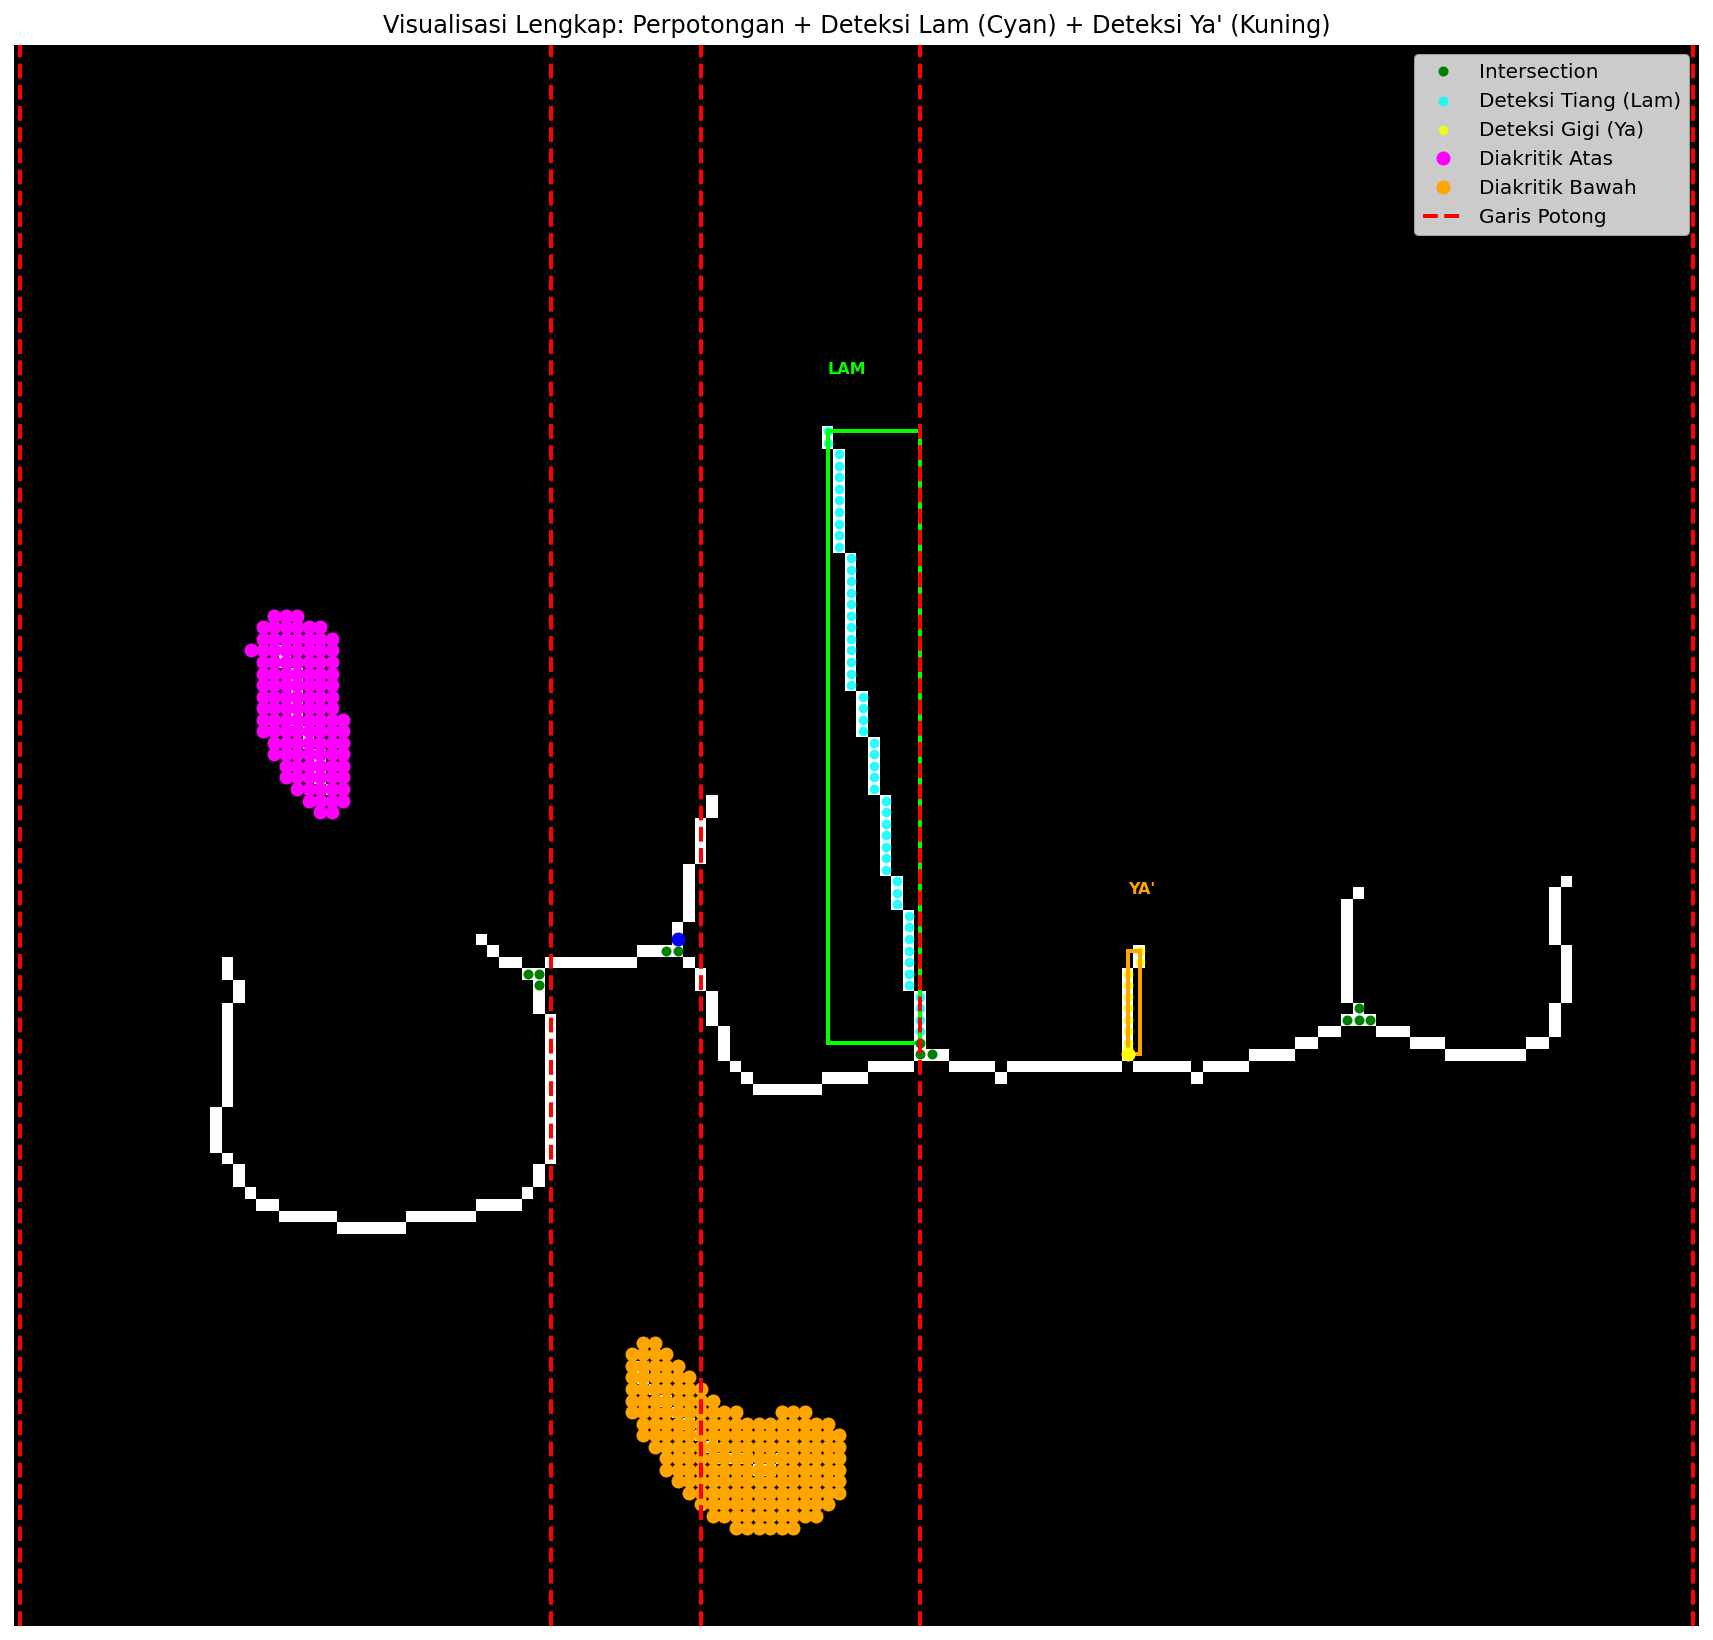 Visualisasi Lengkap: Perpotongan + Deteksi Lam (Cyan) + Deteksi Ya' (Kuning)
Intersection
Deteksi Tiang (Lam)
Deteksi Gigi (Ya)
Diakritik Atas
Diakritik Bawah
Garis Potong
LAM
YA'